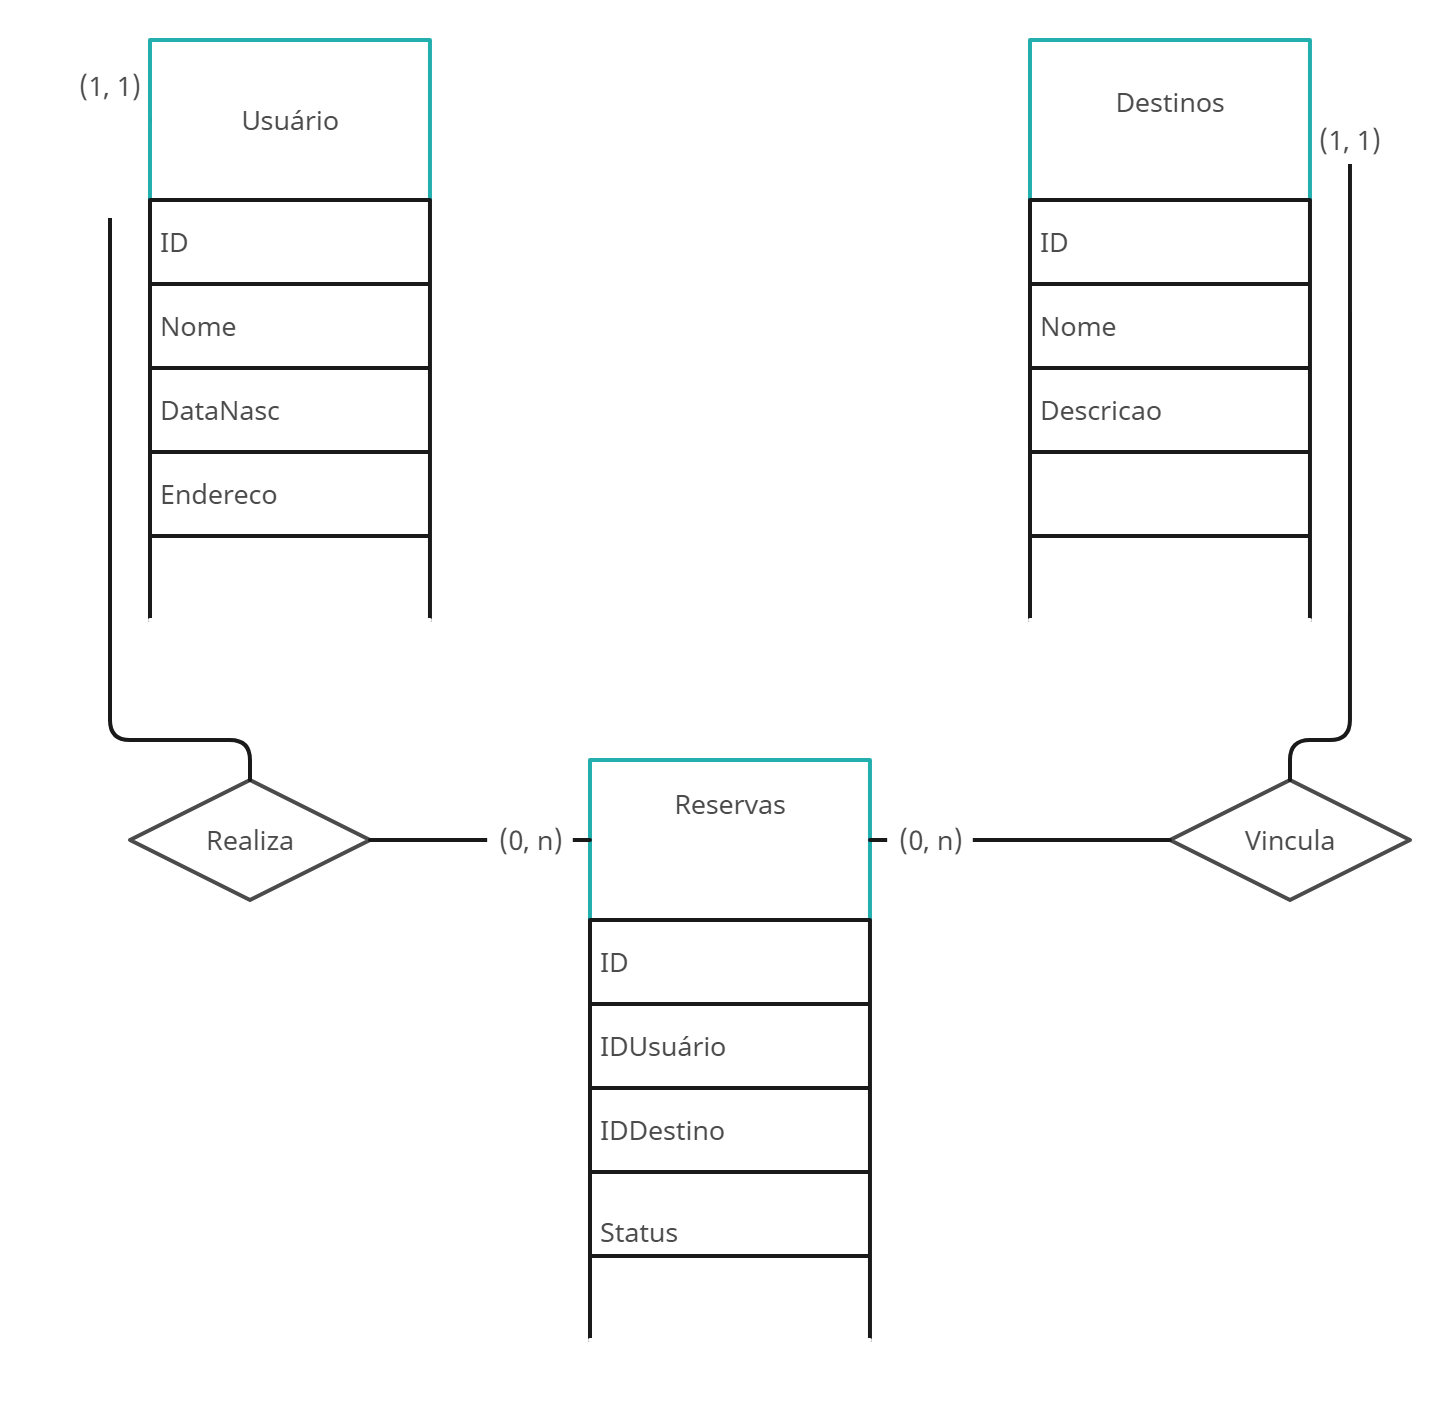 (1, 1)
Usuário
ID
Nome
DataNasc
Endereco
Destinos
(1, 1)
ID
Nome
Descricao
Realiza
(0, n)
Reservas
(0, n)
Vincula
ID
IDUsuário
IDDestino
Status